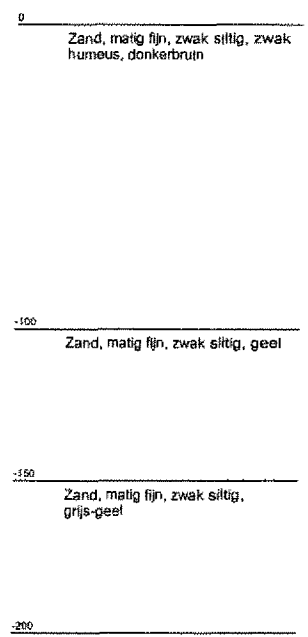 0
Zand, matig fijn, zwak siltig, zwak
humeus, donkerbruin
-100
Zand, matig fijn, zwak siltig, geel
-150
Zand, matig fijn, zwak siltig,
grijs-geel
-200